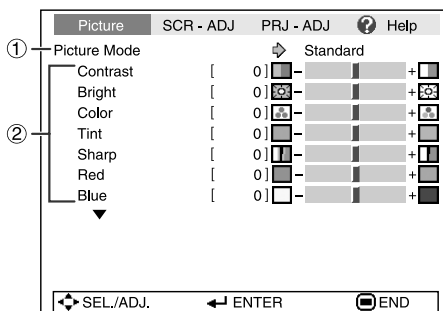 Picture SCR - ADJ PRJ - ADJ ? Help
① Picture Mode Standard
② Contrast [ 0 ] − +
Bright [ 0 ] − +
Color [ 0 ] − +
Tint [ 0 ] − +
Sharp [ 0 ] − +
Red [ 0 ] − +
Blue [ 0 ] − +
SEL./ADJ. ENTER END